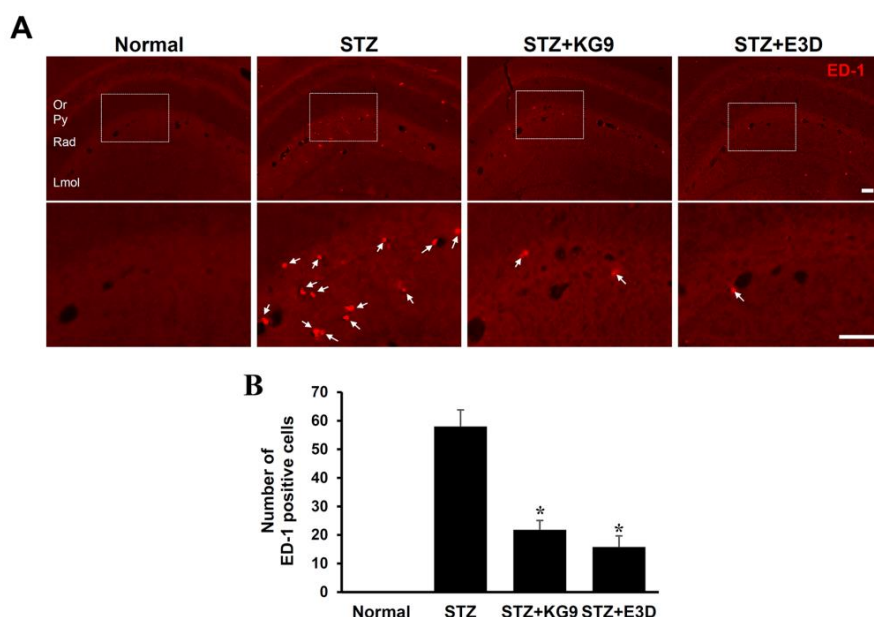 A
Normal STZ STZ+KG9 STZ+E3D
ED-1
Or
Py
Rad
Lmol
B
Number of
ED-1 positive cells
70
60
50
40
30
20
10
0
* *
Normal STZ STZ+KG9 STZ+E3D